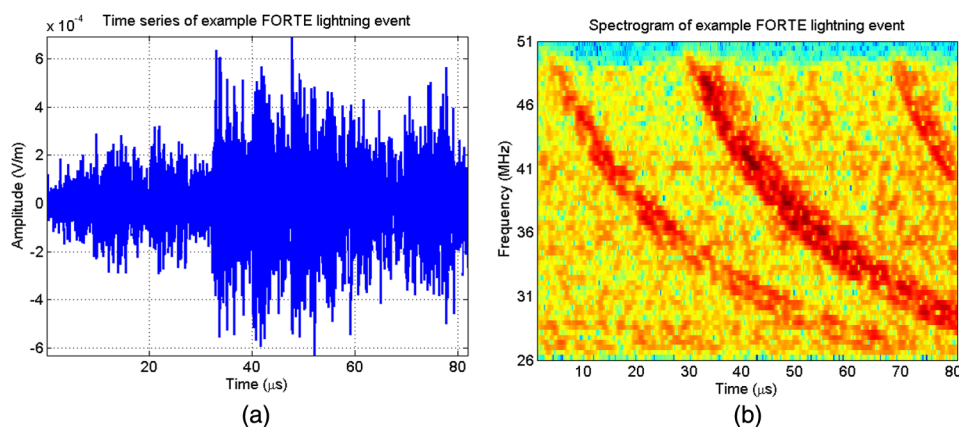 Time series of example FORTE lightning event
x 10-4
6
4
2
0
-2
-4
-6
Amplitude (V/m)
20
40
60
80
Time (μs)
(a)
Spectrogram of example FORTE lightning event
51
46
41
36
31
26
Frequency (MHz)
10
20
30
40
50
60
70
80
Time (μs)
(b)